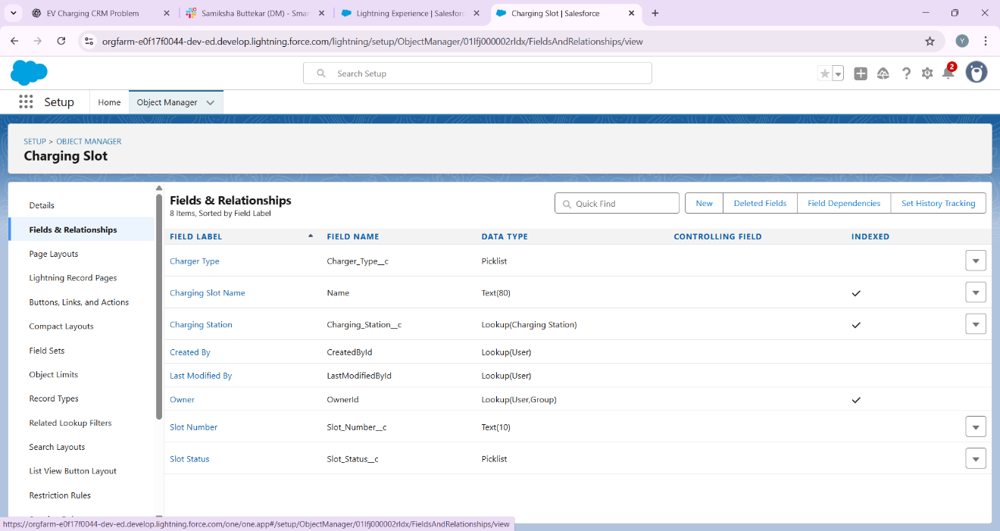 EV Charging CRM Problem
Samiksha Buttekar (DM) - Smar
Lightning Experience | Salesforc
Charging Slot | Salesforce
orgfarm-e0f17f0044-dev-ed.develop.lightning.force.com/lightning/setup/ObjectManager/01Ifj000002rldx/FieldsAndRelationships/view
Y
Search Setup
2
Setup
Home
Object Manager
SETUP > OBJECT MANAGER
Charging Slot
Details
Fields & Relationships
Page Layouts
Lightning Record Pages
Buttons, Links, and Actions
Compact Layouts
Field Sets
Object Limits
Record Types
Related Lookup Filters
Search Layouts
List View Button Layout
Restriction Rules
Fields & Relationships
8 Items, Sorted by Field Label
Quick Find
New
Deleted Fields
Field Dependencies
Set History Tracking
FIELD LABEL FIELD NAME DATA TYPE CONTROLLING FIELD INDEXED
Charger Type Charger_Type__c Picklist
Charging Slot Name Name Text(80)
Charging Station Charging_Station__c Lookup(Charging Station)
Created By CreatedById Lookup(User)
Last Modified By LastModifiedById Lookup(User)
Owner OwnerId Lookup(User,Group)
Slot Number Slot_Number__c Text(10)
Slot Status Slot_Status__c Picklist
https://orgfarm-e0f17f0044-dev-ed.develop.lightning.force.com/one/one.app#/setup/ObjectManager/01Ifj000002rldx/FieldsAndRelationships/view